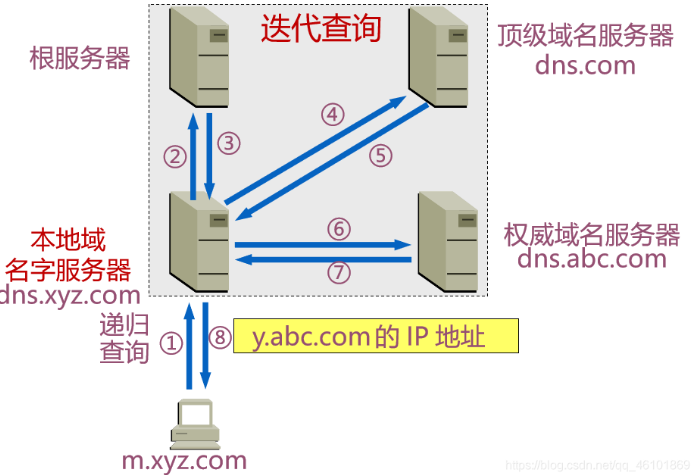 迭代查询
根服务器
顶级域名服务器
dns.com
④
③
②
⑤
本地域
名字服务器
dns.xyz.com
⑥
⑦
权威域名服务器
dns.abc.com
递归
查询
①
⑧
y.abc.com的 IP 地址
m.xyz.com
https://blog.csdn.net/qq_46101869